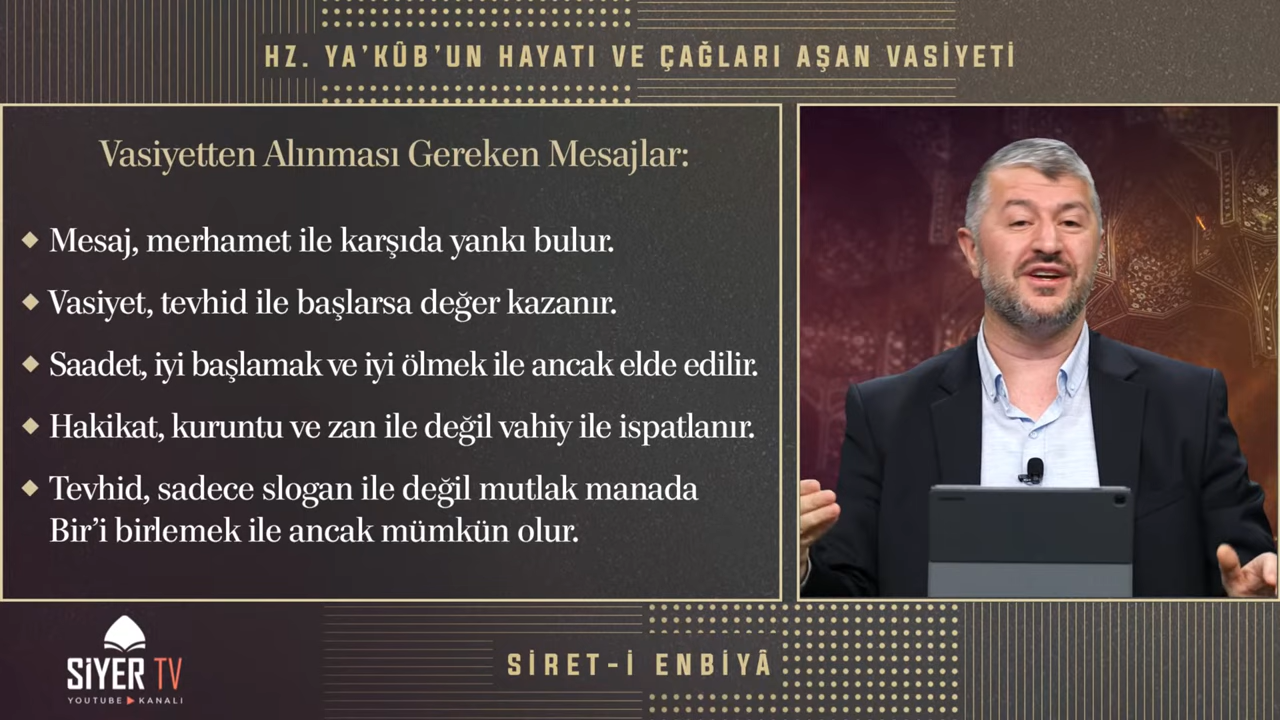 HZ. YA’KÛB’UN HAYATI VE ÇAĞLARI AŞAN VASİYETİ
Vasiyetten Alınması Gereken Mesajlar:
Mesaj, merhamet ile karşıda yankı bulur.
Vasiyet, tevhid ile başlarsa değer kazanır.
Saadet, iyi başlamak ve iyi ölmek ile ancak elde edilir.
Hakikat, kuruntu ve zan ile değil vahiy ile ispatlanır.
Tevhid, sadece slogan ile değil mutlak manada
Bir’i birlemek ile ancak mümkün olur.
SİYER TV
YOUTUBE KANALI
SİRET-İ ENBİYÂ